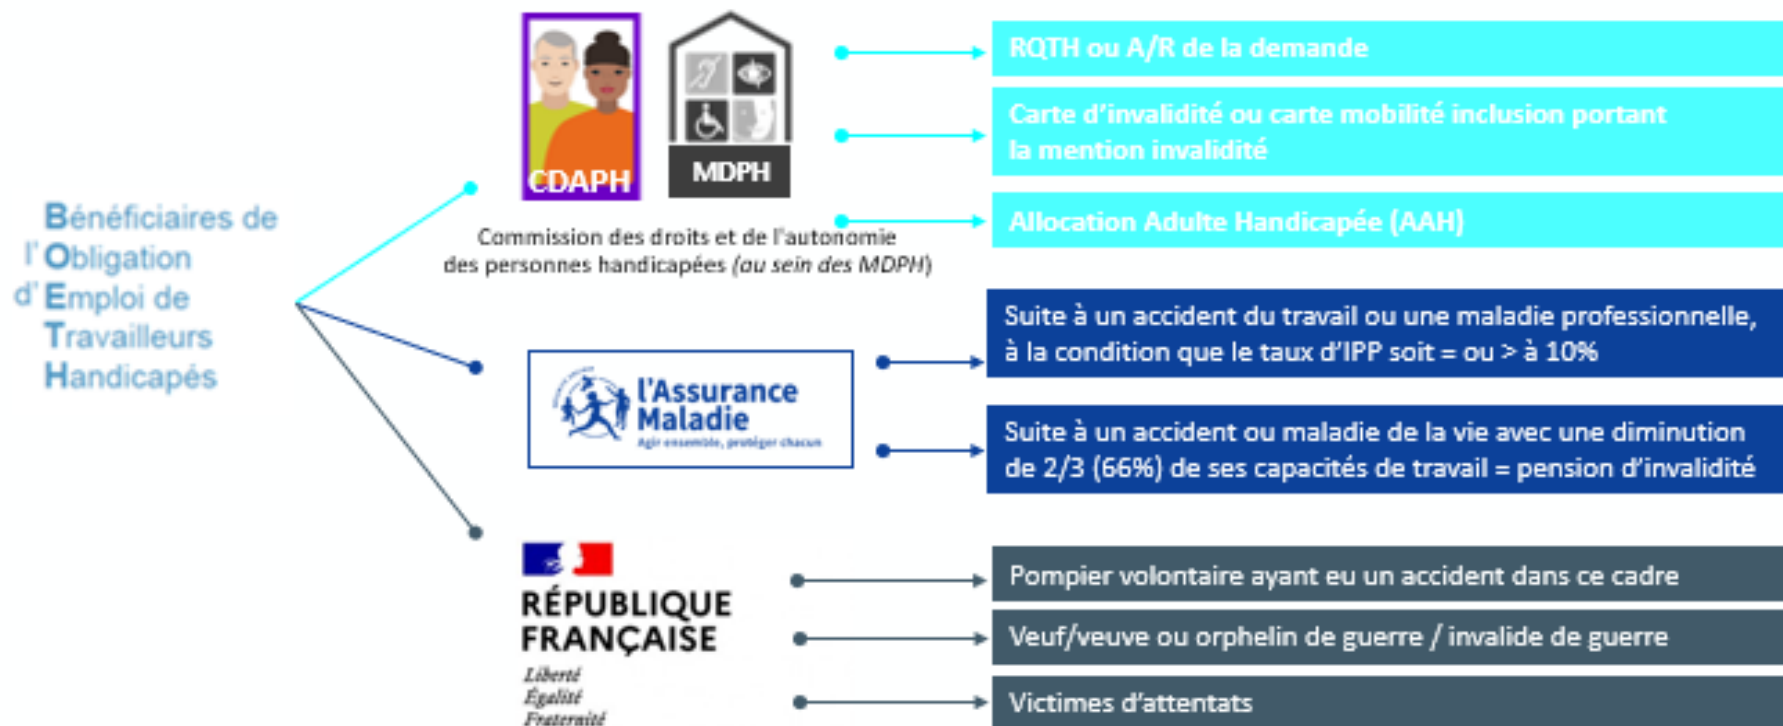 Bénéficiaires de
l'Obligation
d'Emploi de
Travailleurs
Handicapés
CDAPH
MDPH
Commission des droits et de l'autonomie
des personnes handicapées (au sein des MDPH)
RQTH ou A/R de la demande
Carte d'invalidité ou carte mobilité inclusion portant
la mention invalidité
Allocation Adulte Handicapée (AAH)
l'Assurance
Maladie
Agir ensemble, protéger chacun
Suite à un accident du travail ou une maladie professionnelle,
à la condition que le taux d'IPP soit = ou > à 10%
Suite à un accident ou maladie de la vie avec une diminution
de 2/3 (66%) de ses capacités de travail = pension d'invalidité
RÉPUBLIQUE
FRANÇAISE
Liberté
Égalité
Fraternité
Pompier volontaire ayant eu un accident dans ce cadre
Veuf/veuve ou orphelin de guerre / invalide de guerre
Victimes d'attentats